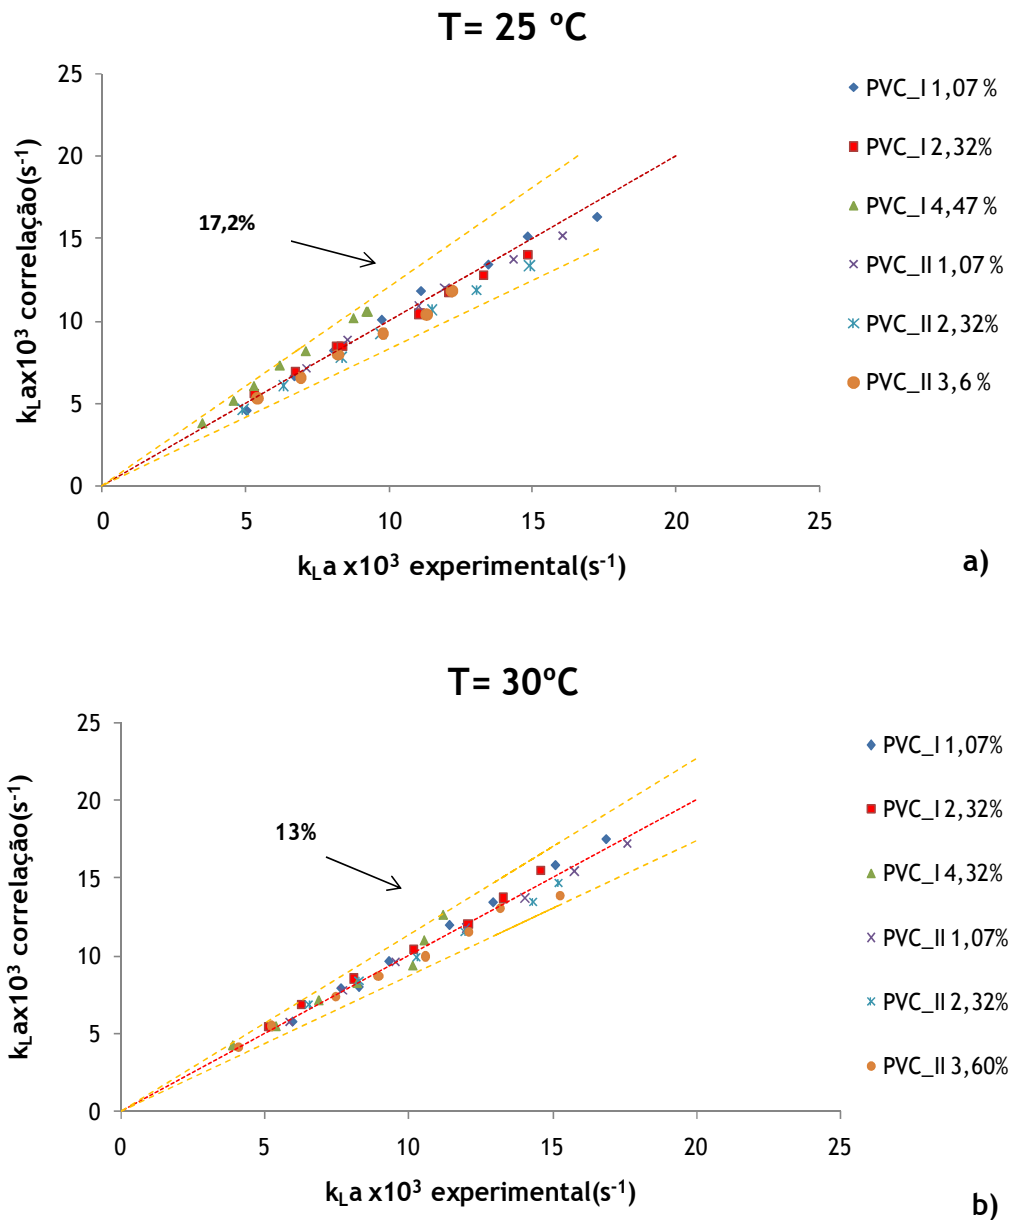 T= 25 ºC
25
20
15
10
5
0
kLax10³ correlação(s⁻¹)
17,2%
0 5 10 15 20 25
kLa x10³ experimental(s⁻¹)
PVC_I 1,07 %
PVC_I 2,32%
PVC_I 4,47 %
PVC_II 1,07 %
PVC_II 2,32%
PVC_II 3,6 %
a)
T= 30ºC
25
20
15
10
5
0
kLax10³ correlação(s⁻¹)
13%
0 5 10 15 20 25
kLa x10³ experimental(s⁻¹)
PVC_I 1,07%
PVC_I 2,32%
PVC_I 4,32%
PVC_II 1,07%
PVC_II 2,32%
PVC_II 3,60%
b)